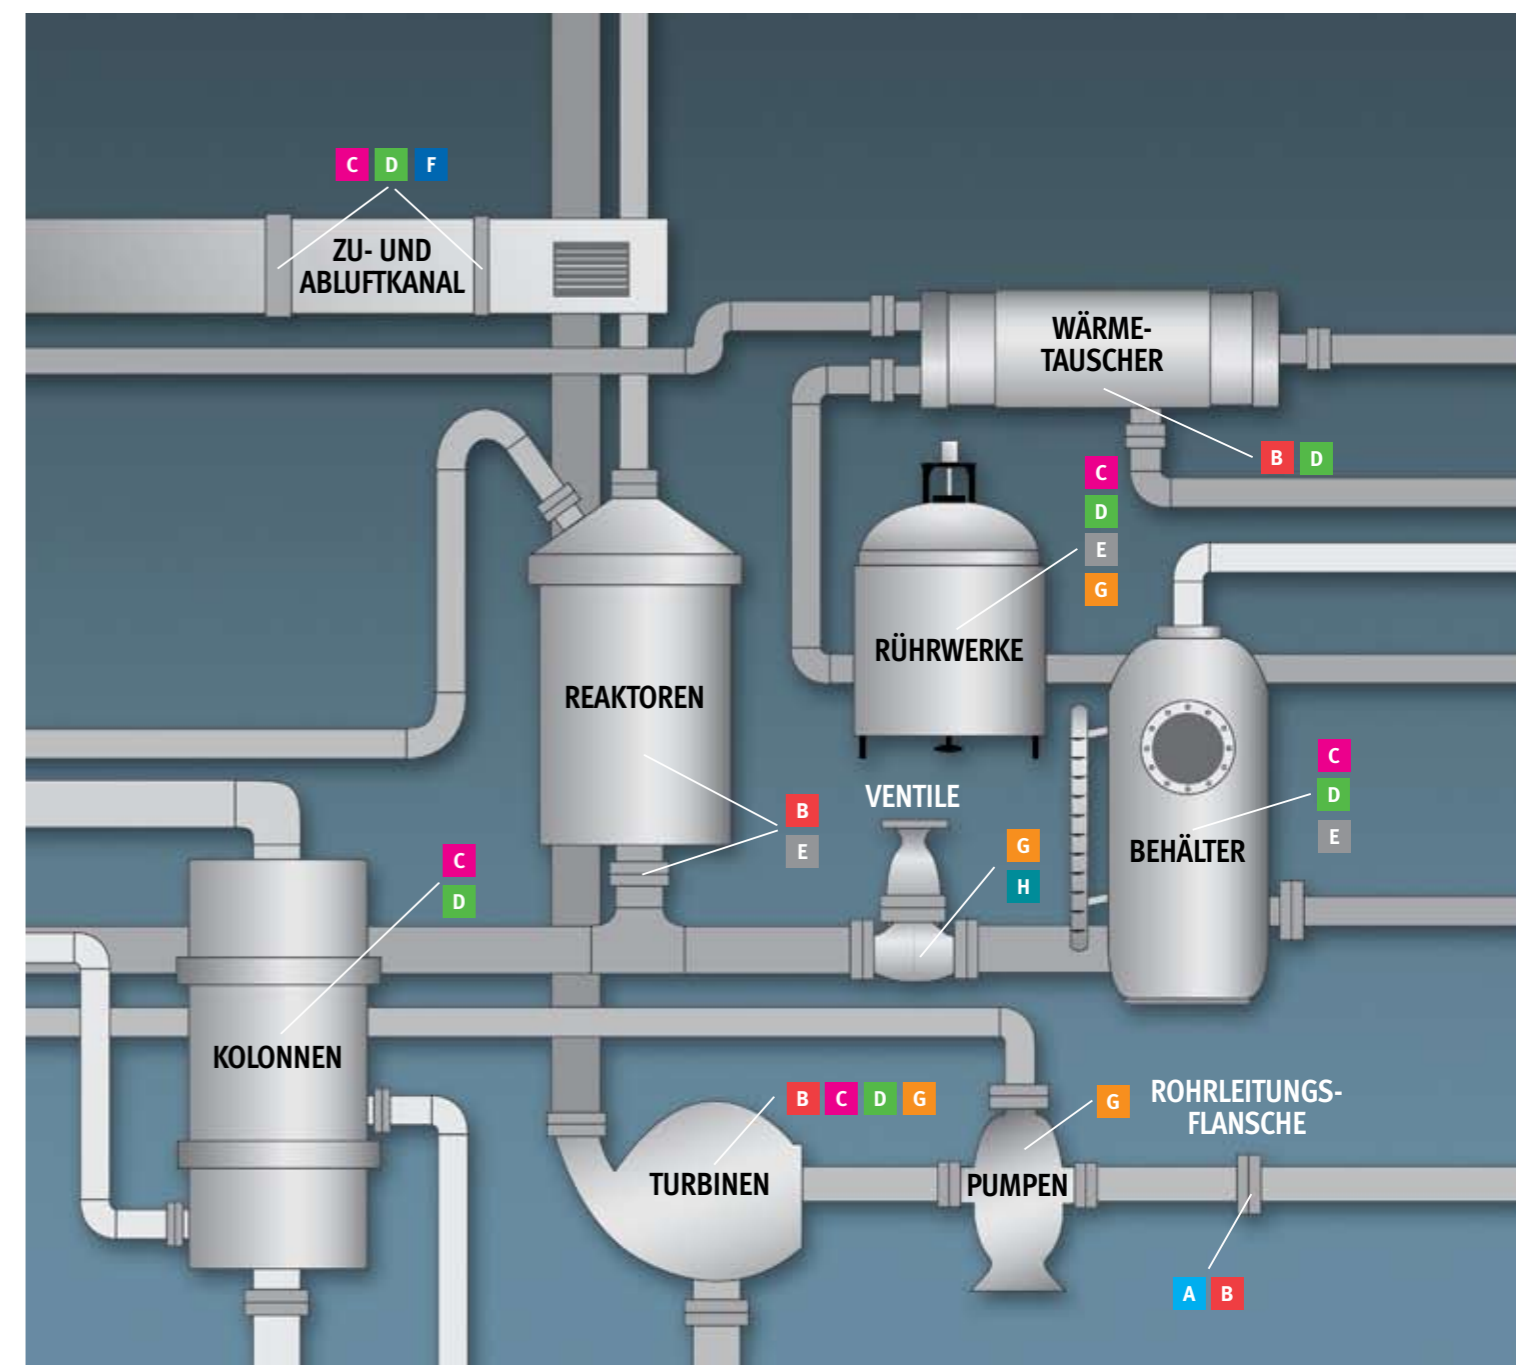 C D F
ZU- UND
ABLUFTKANAL
WÄRME-
TAUSCHER
B D
C
D
E
G
RÜHRWERKE
REAKTOREN
B
E
VENTILE
G
H
C
D
E
BEHÄLTER
C
D
KOLONNEN
B C D G
TURBINEN
G
PUMPEN
ROHRLEITUNGS-
FLANSCHE
A B